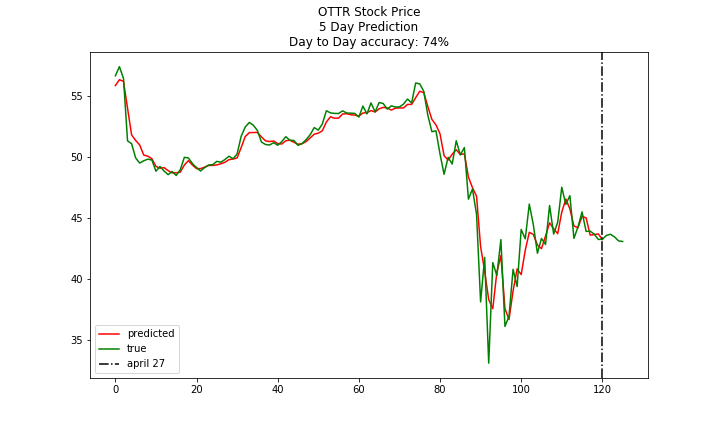 OTTR Stock Price
5 Day Prediction
Day to Day accuracy: 74%
55
50
45
40
35
predicted
true
april 27
0 20 40 60 80 100 120